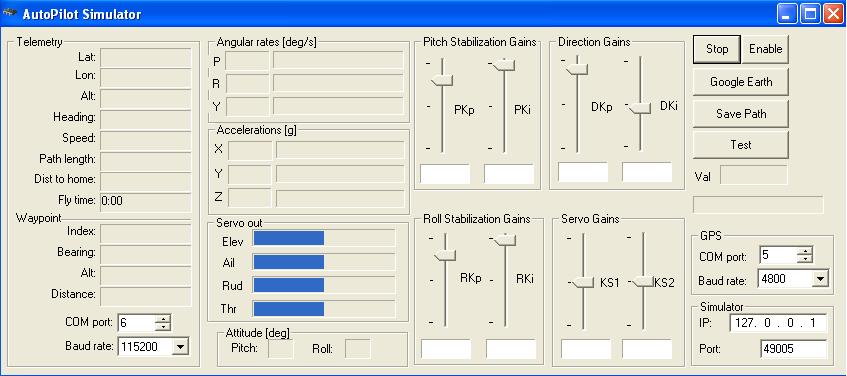 AutoPilot Simulator
Telemetry
Lat:
Lon:
Alt:
Heading:
Speed:
Path length:
Dist to home:
Fly time: 0:00
Waypoint
Index:
Bearing:
Alt:
Distance:
COM port: 6
Baud rate: 115200
Angular rates [deg/s]
P
R
Y
Accelerations [g]
X
Y
Z
Servo out
Elev
Ail
Rud
Thr
Attitude [deg]
Pitch: Roll:
Pitch Stabilization Gains
PKp PKi
Direction Gains
DKp DKi
Roll Stabilization Gains
RKp RKi
Servo Gains
KS1 KS2
Stop Enable
Google Earth
Save Path
Test
Val
GPS
COM port: 5
Baud rate: 4800
Simulator
IP: 127. 0 . 0 . 1
Port: 49005